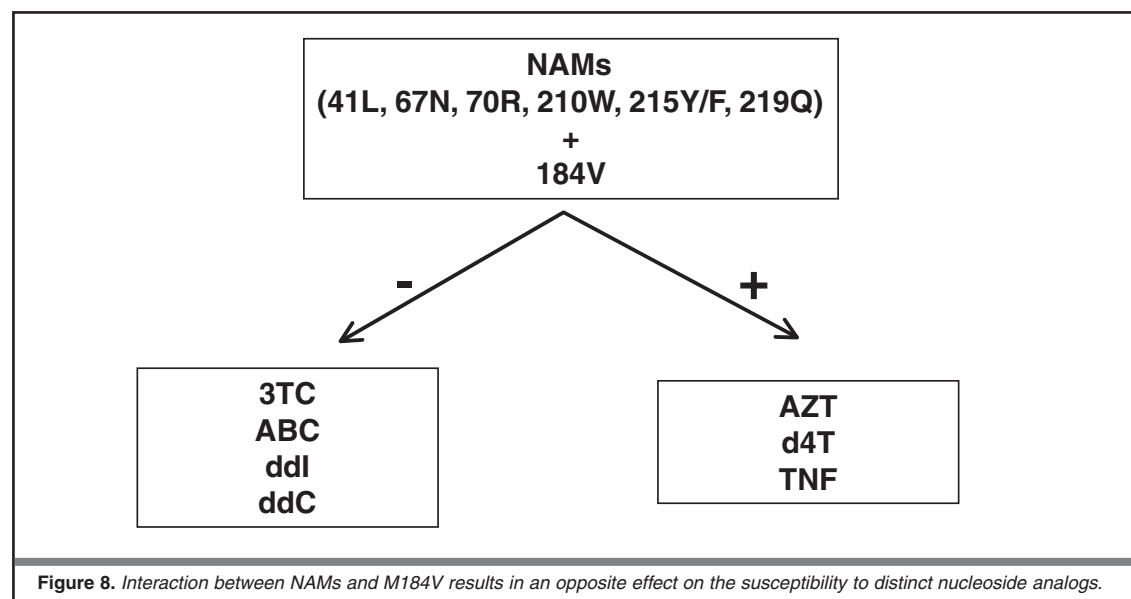 NAMs
(41L, 67N, 70R, 210W, 215Y/F, 219Q)
+
184V
-
+
3TC
ABC
ddI
ddC
AZT
d4T
TNF
Figure 8. Interaction between NAMs and M184V results in an opposite effect on the susceptibility to distinct nucleoside analogs.